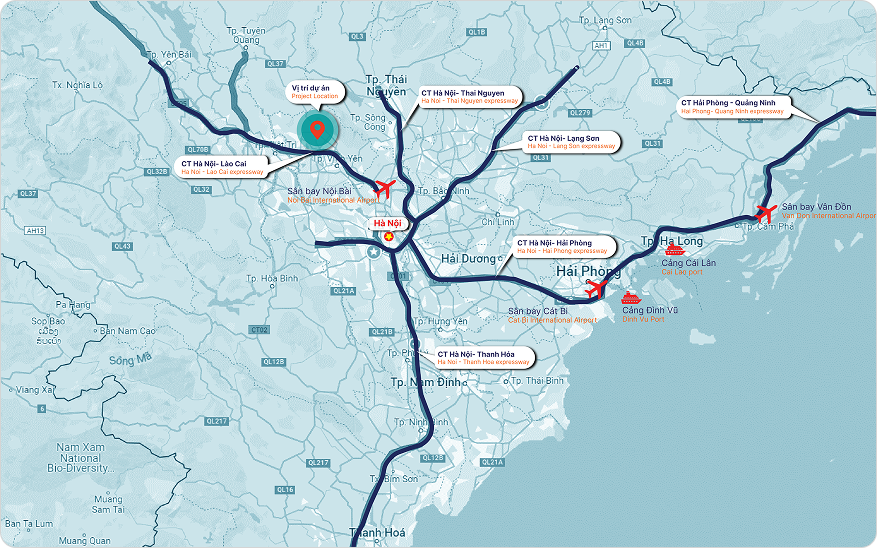 Tp. Lạng Sơn
Tp. Tuyên
Quang
QL3
QL1B
AH1
QL4B
Tp. Yên Bái
QL37
Tp. Thái
Nguyên
QL4B
Tx. Nghĩa Lộ
Vị trí dự án
Project Location
CT Hà Nội- Thai Nguyen
Ha Noi - Thai Nguyen expressway
CT Hải Phòng - Quảng Ninh
Hai Phong- Quang Ninh expressway
QL279
Tp. Sông
Công
CT Hà Nội - Lạng Sơn
Ha Noi - Lang Son expressway
QL70B
QL31
QL31
CT Hà Nội- Lào Cai
Ha Noi - Lao Cai expressway
QL32B
QL32
QL37
Sân bay Nội Bài
Noi Bai International Airport
Tp. Bắc Ninh
Sân bay Vân Đồn
Van Don International Airport
Chí Linh
Tp. Cẩm Phả
Hà Nội
AH13
QL43
CT Hà Nội- Hải Phòng
Ha Noi - Hai Phong expressway
Tp. Hạ Long
Hải Dương
Cảng Cái Lân
Cai Lao port
Hải Phòng
Tp. Hòa Bình
QL21A
Pa Hang
Sân bay Cát Bi
Cat Bi International Airport
Cảng Đình Vũ
Dinh Vu Port
Sop Bao
Ban Nam Cao
CT02
QL21B
Tp. Hưng Yên
Sông Mã
QL12B
CT Hà Nội- Thanh Hóa
Ha Noi - Thanh Hoa expressway
Viang Xai
Tp. Nam Định
Tp. Thái Bình
6
QL217
Tp. Ninh Bình
Nam Xam
National
Bio-Diversity...
QL217
QL12B
QL21A
Tx. Bỉm Sơn
QL16
Muang
Sam Tai
Ban Ta Lum
Muang Quan
Thanh Hoá